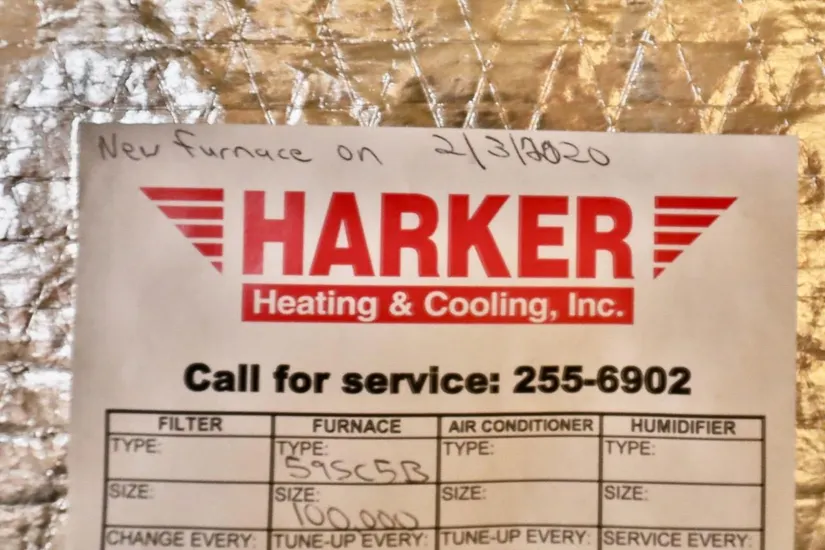 New furnace on 2/3/2020
HARKER
Heating & Cooling, Inc.
Call for service: 255-6902
FILTER FURNACE AIR CONDITIONER HUMIDIFIER
TYPE: TYPE: TYPE: TYPE:
59SC5B
SIZE: SIZE: SIZE: SIZE:
100,000
CHANGE EVERY: TUNE-UP EVERY: TUNE-UP EVERY: SERVICE EVERY: